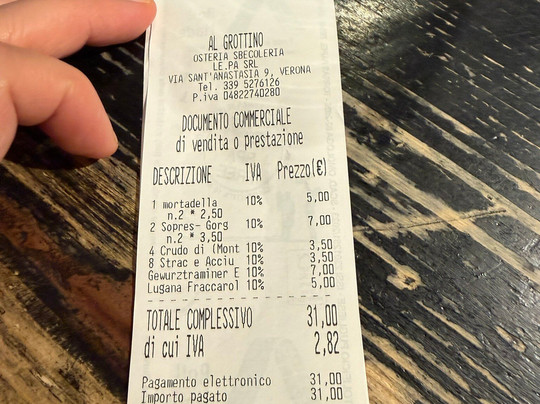 AL GROTTINO
OSTERIA SBECOLERIA
LE.PA SRL
VIA SANT'ANASTASIA 9, VERONA
Tel. 339 5276126
P.iva 04822740280
DOCUMENTO COMMERCIALE
di vendita o prestazione
DESCRIZIONE IVA Prezzo(€)
1 mortadella 10% 5,00
n.2 * 2,50
2 Sopres- Gorg 10% 7,00
n.2 * 3,50
4 Crudo di (Mont 10% 3,50
8 Strac e Acciu 10% 3,50
Gewurztraminer E 10% 7,00
Lugana Fraccarol 10% 5,00
TOTALE COMPLESSIVO 31,00
di cui IVA 2,82
Pagamento elettronico 31,00
Importo pagato 31,00